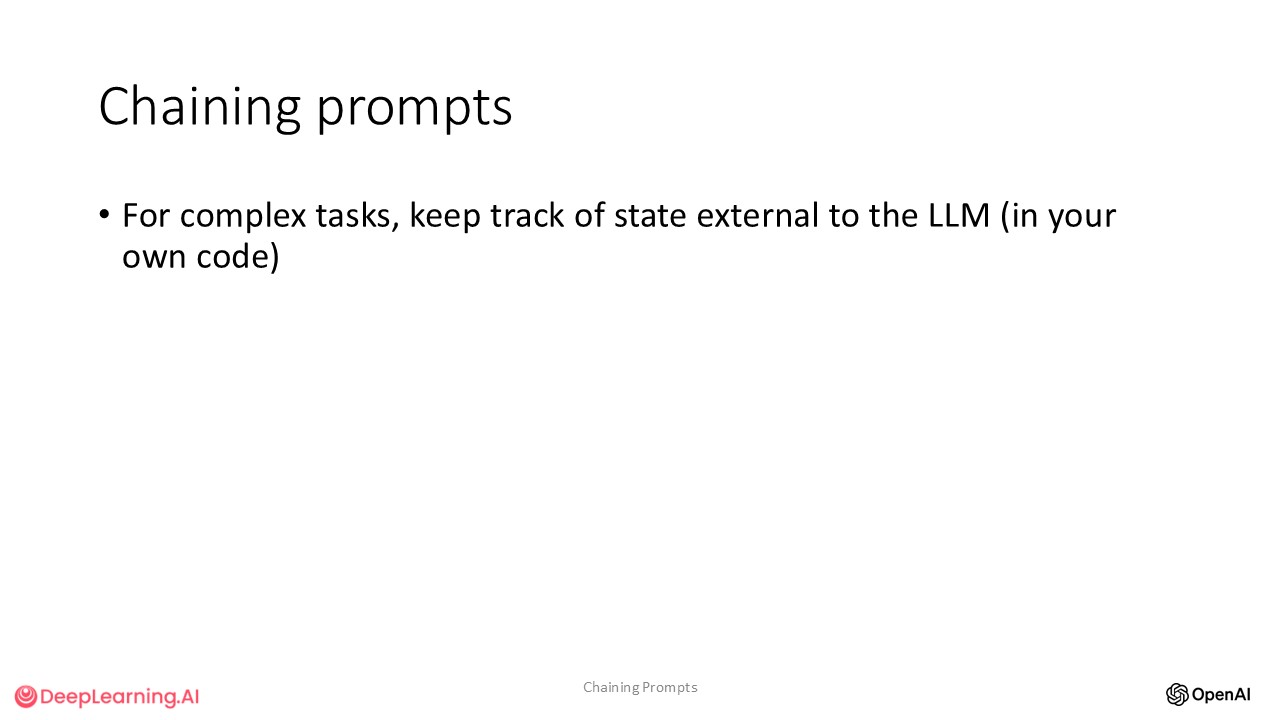 Chaining prompts
• For complex tasks, keep track of state external to the LLM (in your
own code)
Chaining Prompts
DeepLearning.AI
OpenAI